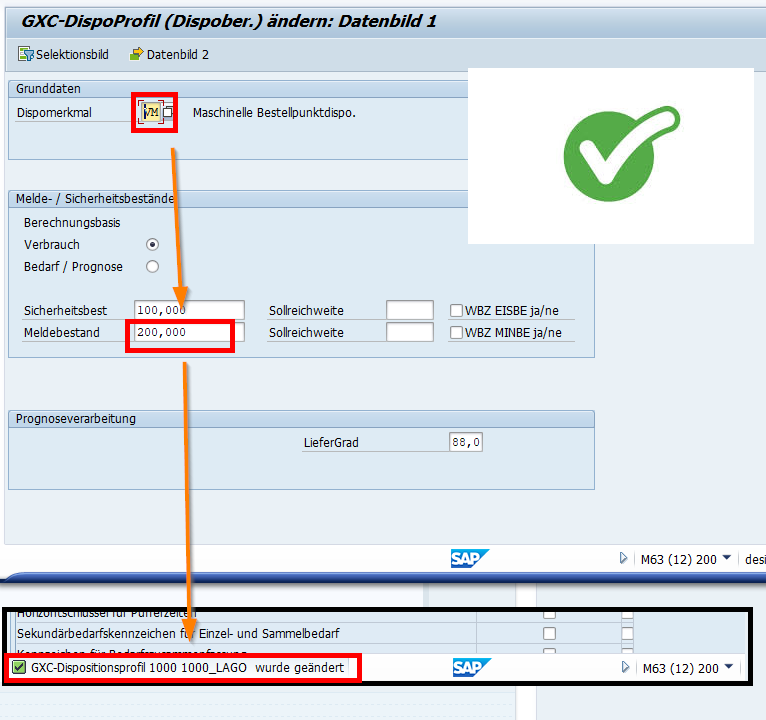 GXC-DispoProfil (Dispober.) ändern: Datenbild 1
Selektionsbild Datenbild 2
Grunddaten
Dispomerkmal VM Maschinelle Bestellpunktdispo.
Melde- / Sicherheitsbestände
Berechnungsbasis
Verbrauch
Bedarf / Prognose
Sicherheitsbest 100,000 Sollreichweite WBZ EISBE ja/ne
Meldebestand 200,000 Sollreichweite WBZ MINBE ja/ne
Prognoseverarbeitung
LieferGrad 88,0
SAP M63 (12) 200 desi
Horizontschlüssel für Pufferzeiten
Sekundärbedarfskennzeichen für Einzel- und Sammelbedarf
Kennzeichen für Bedarfszusammenfassung
GXC-Dispositionsprofil 1000 1000_LAGO wurde geändert SAP M63 (12) 200